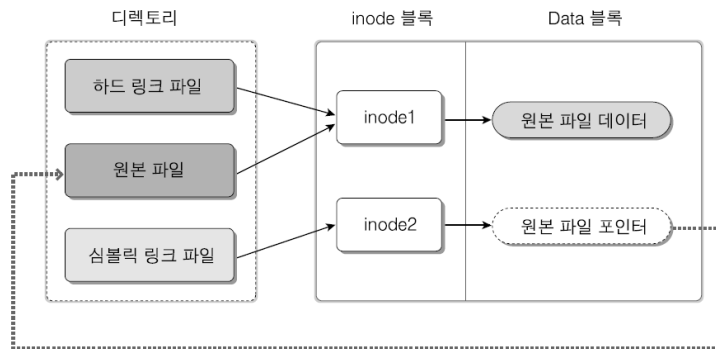 디렉토리
inode 블록
Data 블록
하드 링크 파일
원본 파일
심볼릭 링크 파일
inode1
inode2
원본 파일 데이터
원본 파일 포인터